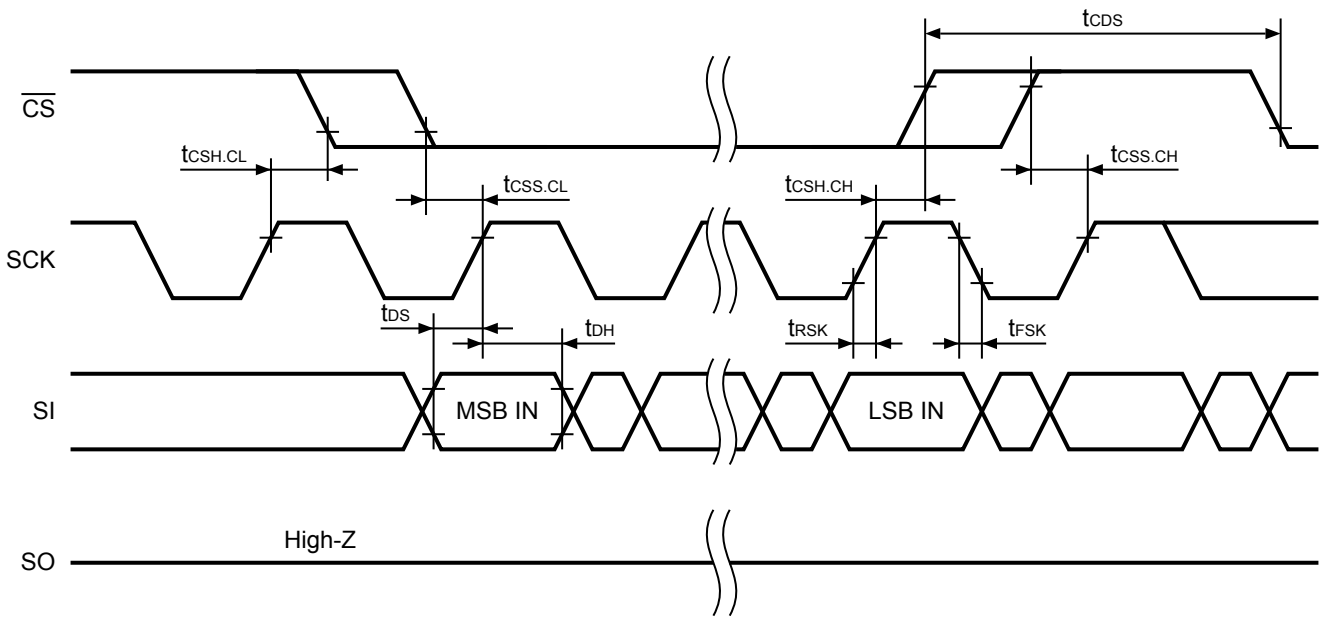 tCDS
CS
tCSH.CL
tCSS.CL
tCSH.CH
tCSS.CH
SCK
tDS
tDH
tRSK
tFSK
SI
MSB IN
LSB IN
High-Z
SO